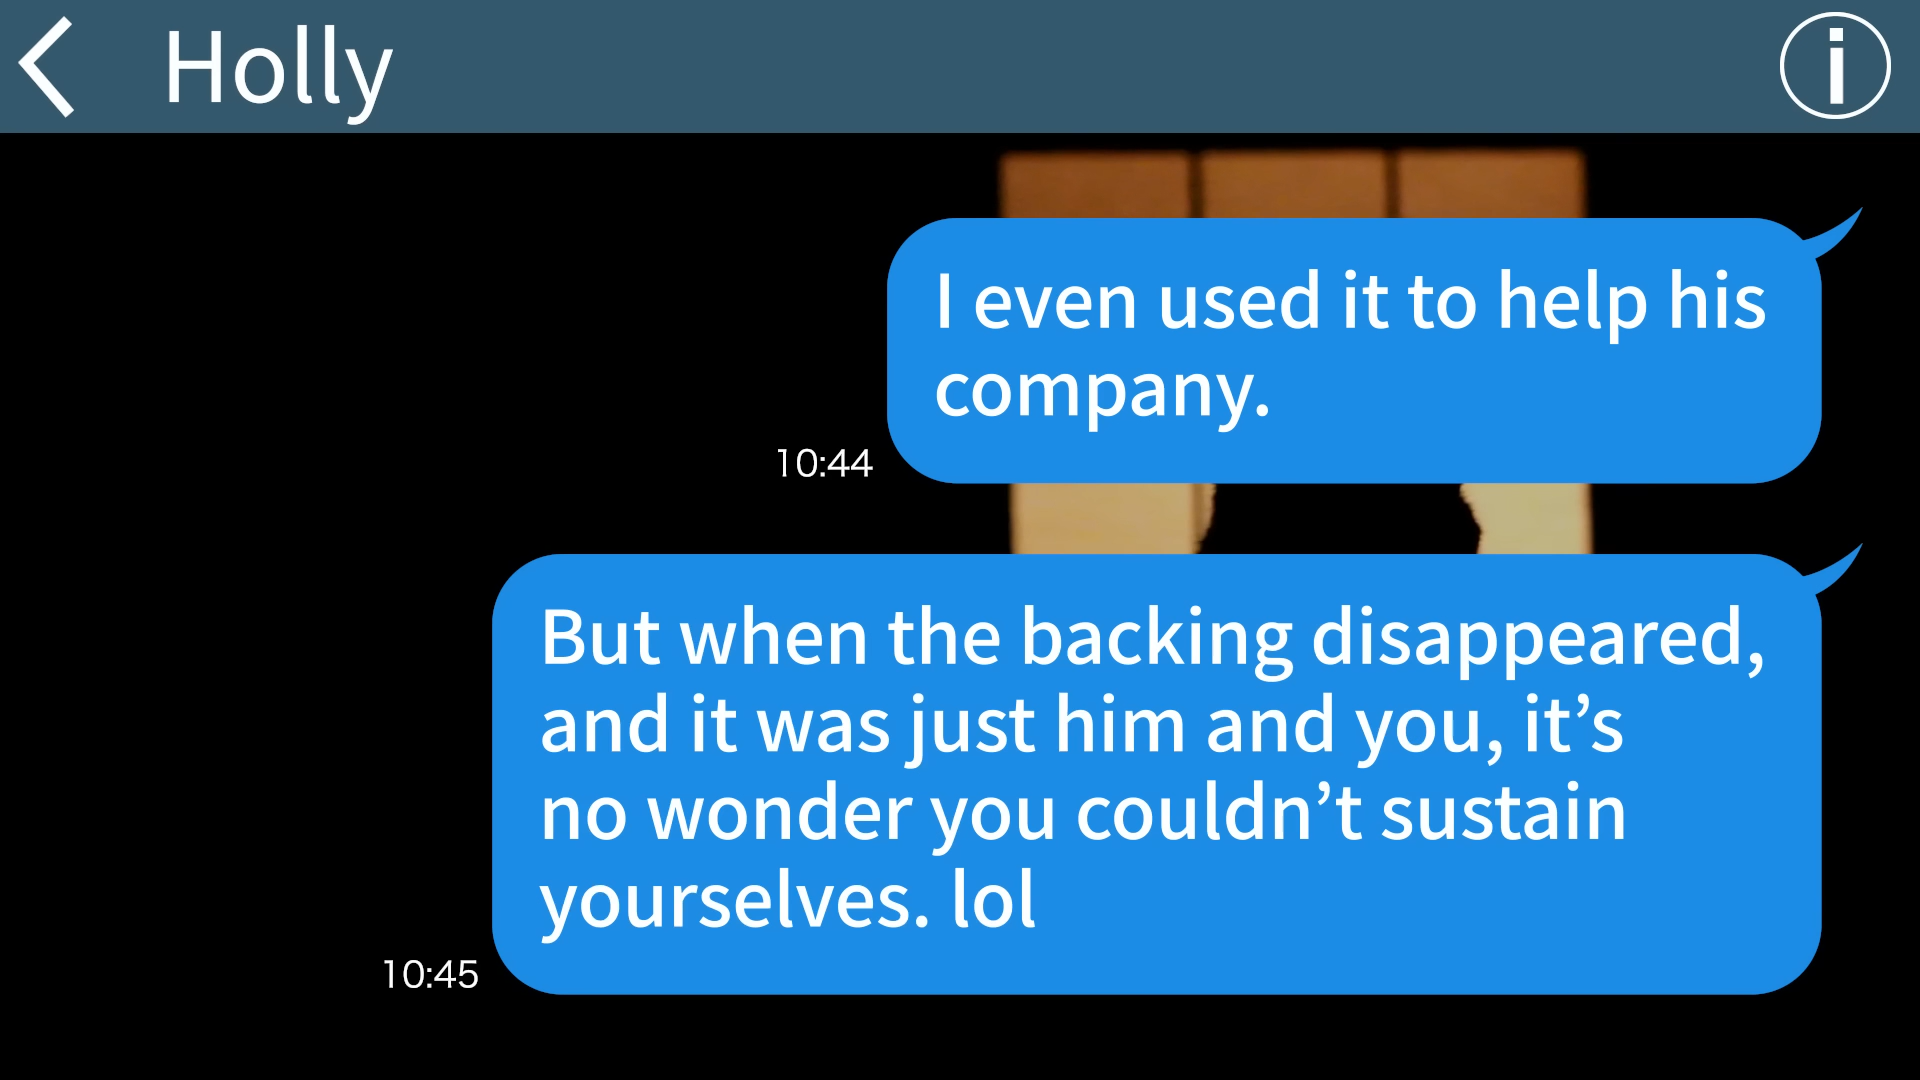 Holly
I even used it to help his
company.
10:44
But when the backing disappeared,
and it was just him and you, it’s
no wonder you couldn’t sustain
yourselves. lol
10:45